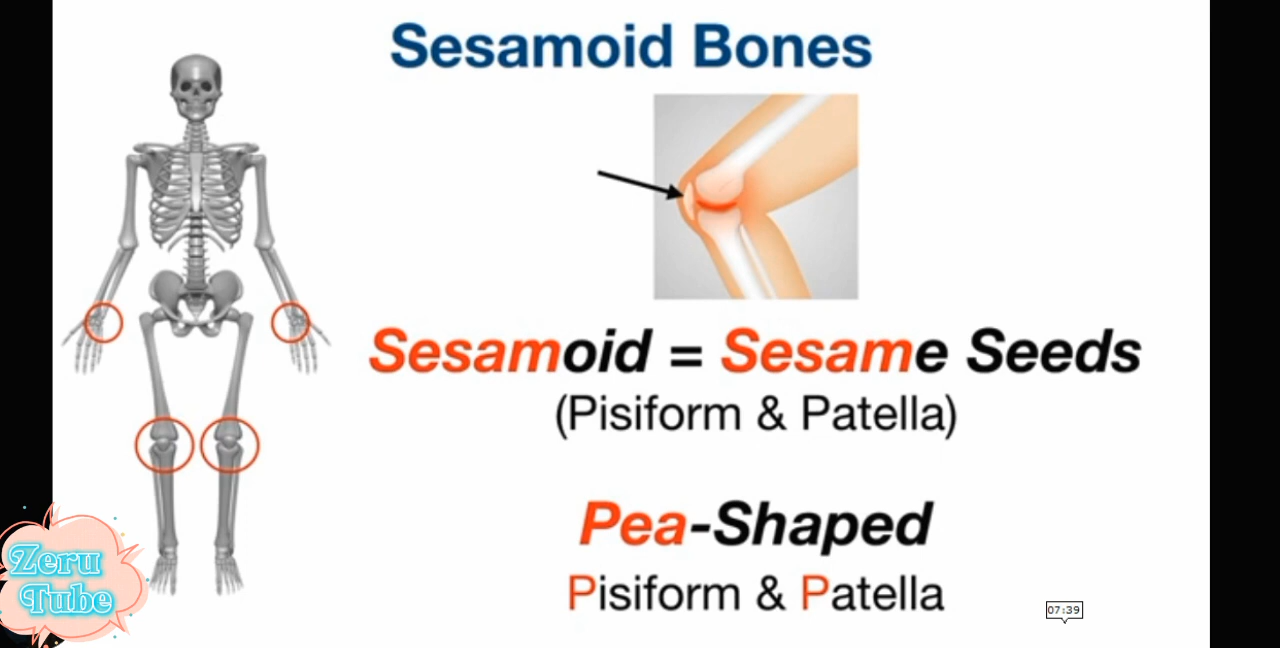 Sesamoid Bones
Sesamoid = Sesame Seeds
(Pisiform & Patella)
Pea-Shaped
Pisiform & Patella
Zeru
Tube
07:39